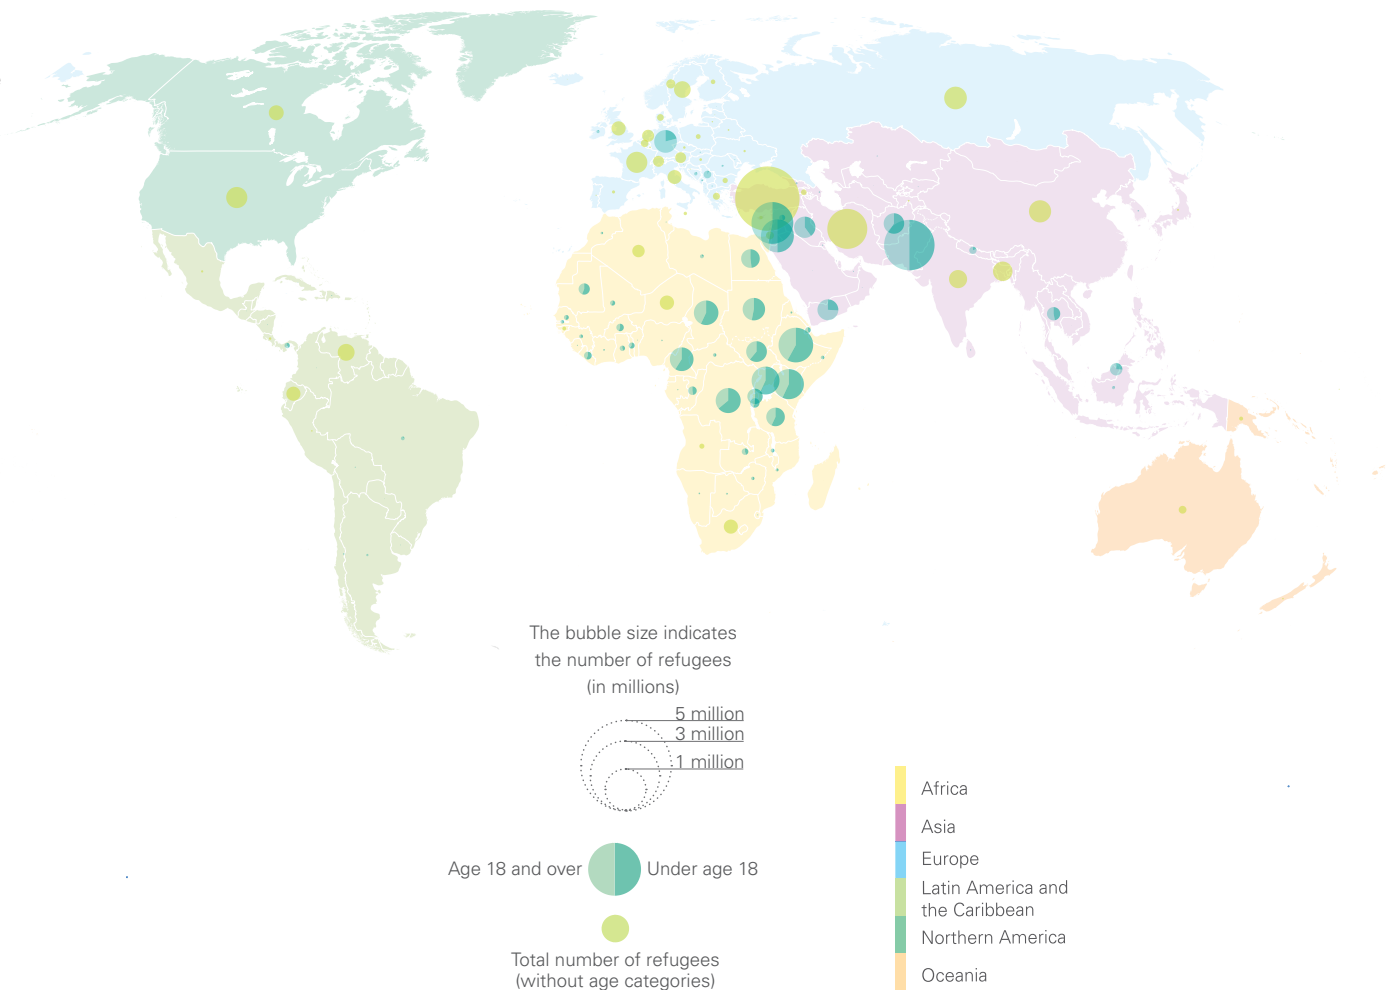 The bubble size indicates
the number of refugees
(in millions)
5 million
3 million
1 million
Age 18 and over
Under age 18
Total number of refugees
(without age categories)
Africa
Asia
Europe
Latin America and
the Caribbean
Northern America
Oceania